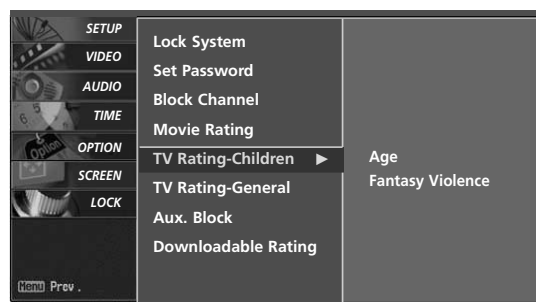 SETUP
VIDEO
AUDIO
TIME
OPTION
SCREEN
LOCK
Menu Prev.
Lock System
Set Password
Block Channel
Movie Rating
TV Rating-Children ►
TV Rating-General
Aux. Block
Downloadable Rating
Age
Fantasy Violence